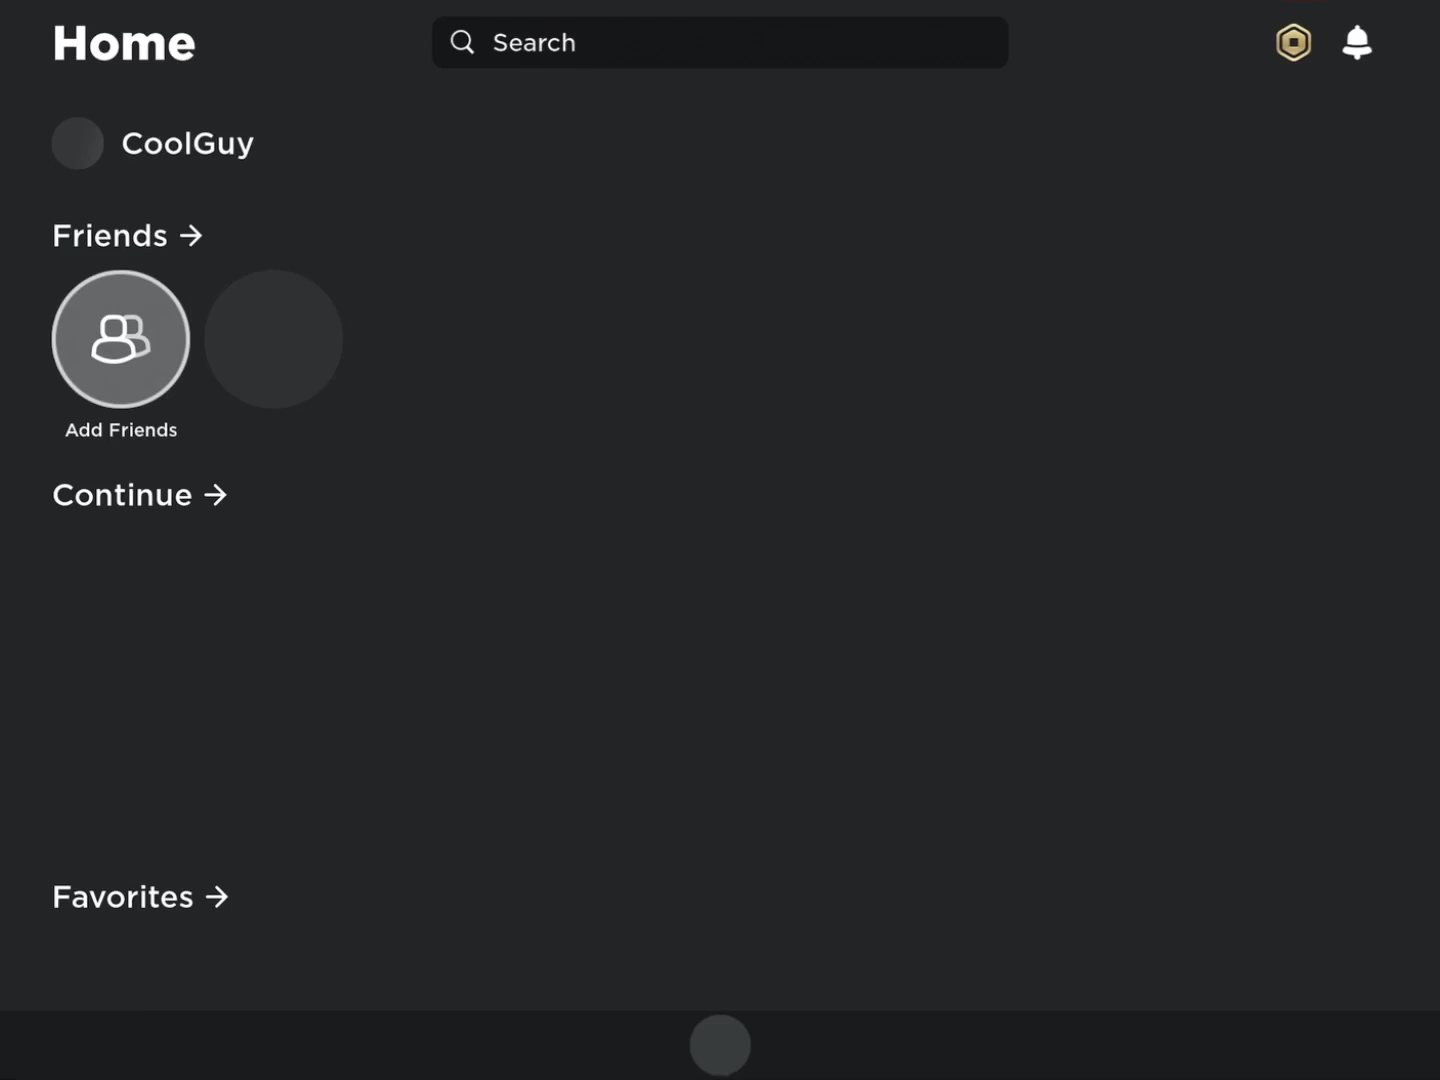 Home
Search
CoolGuy
Friends →
Add Friends
Continue →
Favorites →